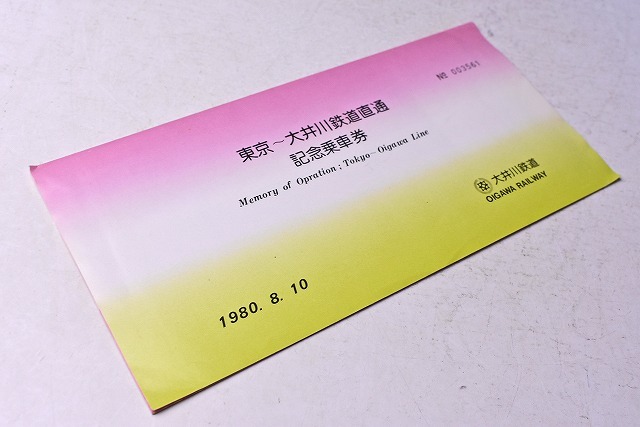 № 003561
東京～大井川鉄道直通
記念乗車券
Memory of Opration ; Tokyo～Oigawa Line
大井川鉄道
OIGAWA RAILWAY
1980. 8. 10